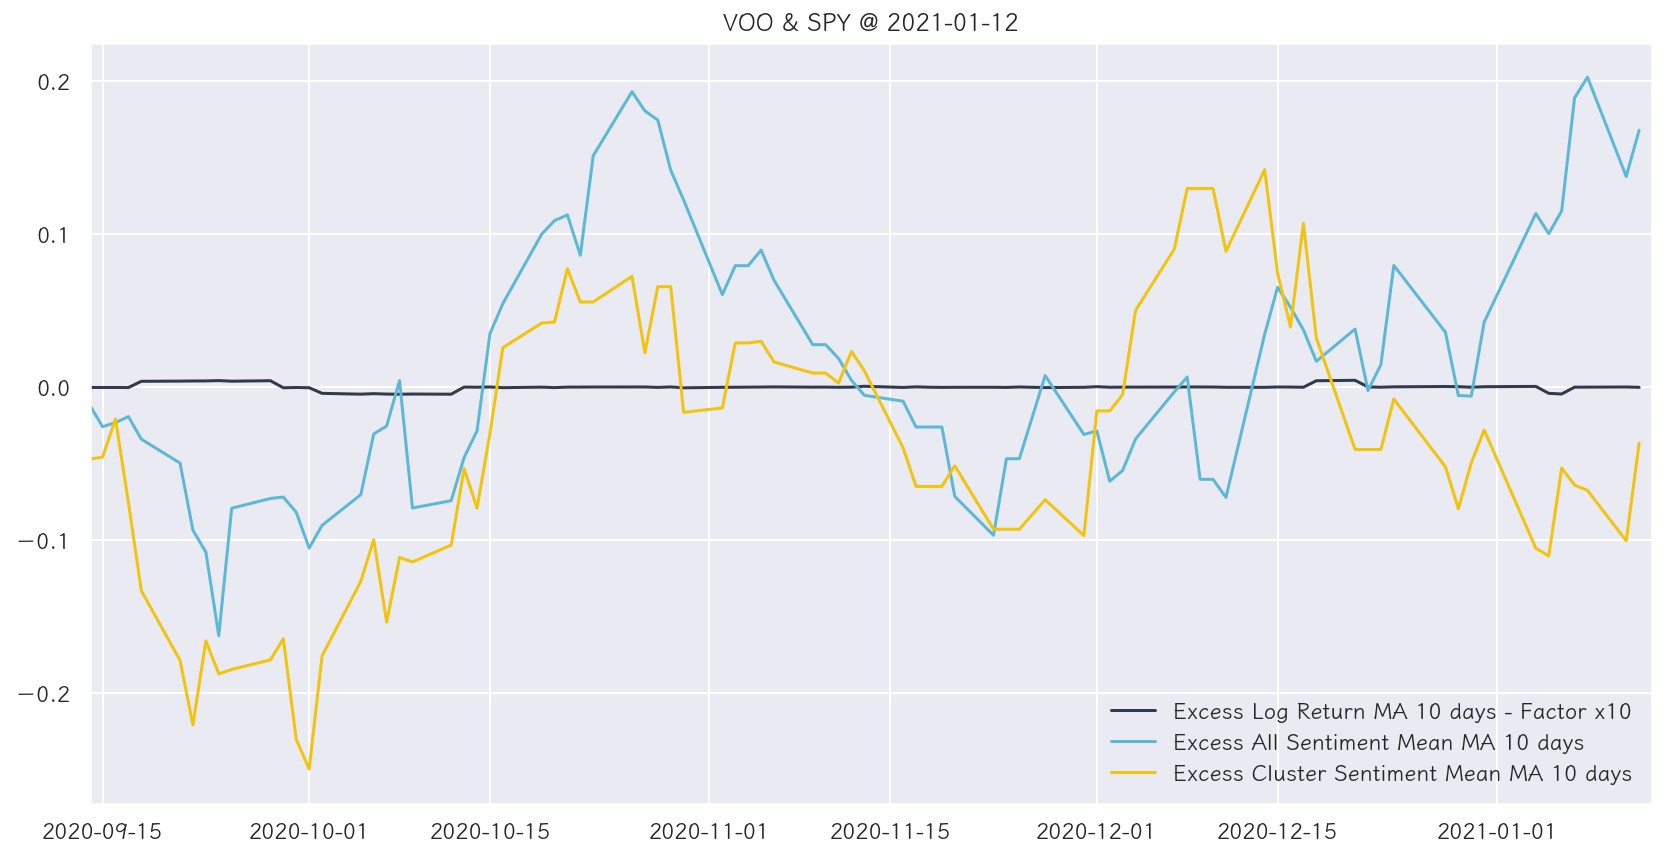 VOO & SPY @ 2021-01-12
0.2
0.1
0.0
−0.1
−0.2
Excess Log Return MA 10 days - Factor x10
Excess All Sentiment Mean MA 10 days
Excess Cluster Sentiment Mean MA 10 days
2020-09-15 2020-10-01 2020-10-15 2020-11-01 2020-11-15 2020-12-01 2020-12-15 2021-01-01